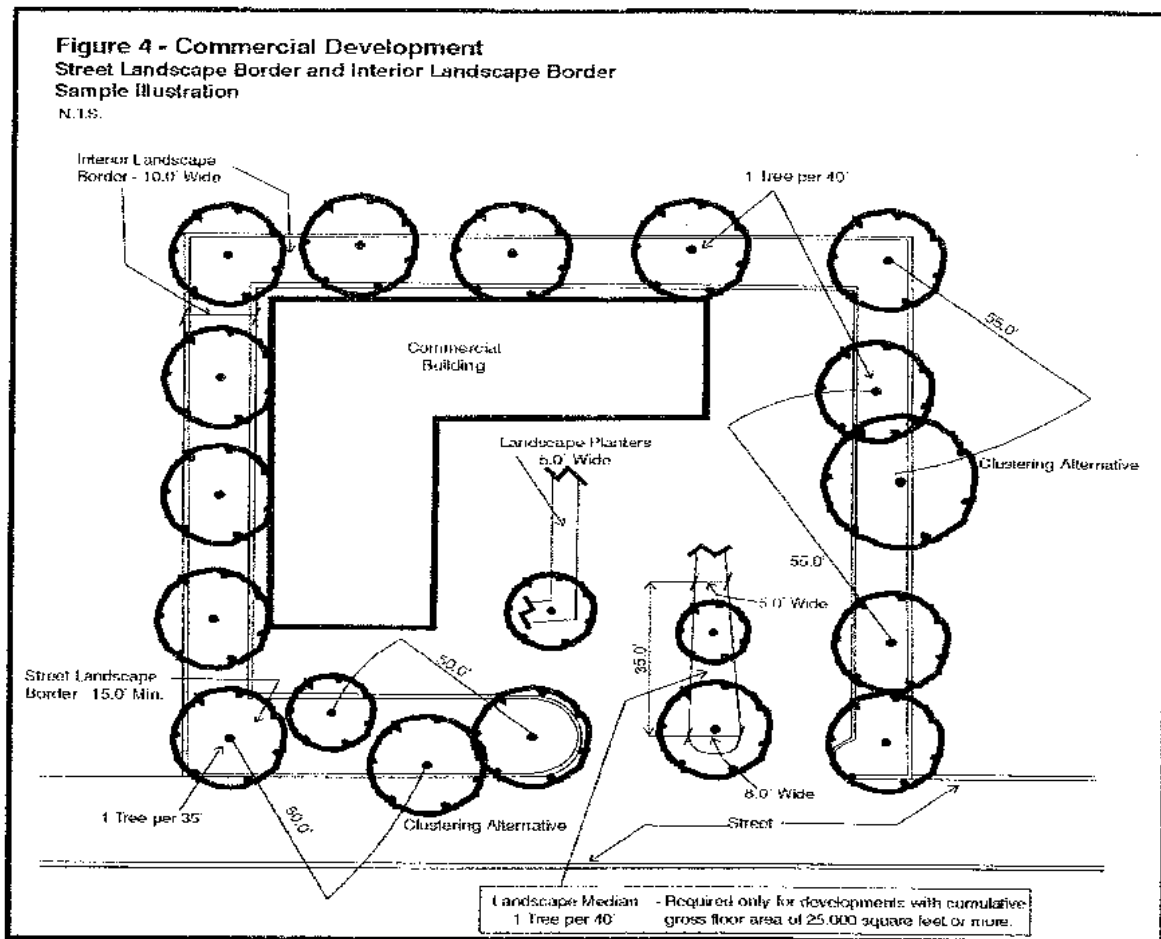 Figure 4 - Commercial Development
Street Landscape Border and Interior Landscape Border
Sample Illustration
N.T.S.
Interior Landscape
Border - 10.0' Wide
1 Tree per 40'
55.0'
Commercial
Building
Landscape Planters
5.0' Wide
Clustering Alternative
55.0'
5.0' Wide
35.0'
50.0'
Street Landscape
Border 15.0' Min.
8.0' Wide
1 Tree per 35'
50.0'
Clustering Alternative
Street
Landscape Median - Required only for developments with cumulative
1 Tree per 40' gross floor area of 25.000 square feet or more.